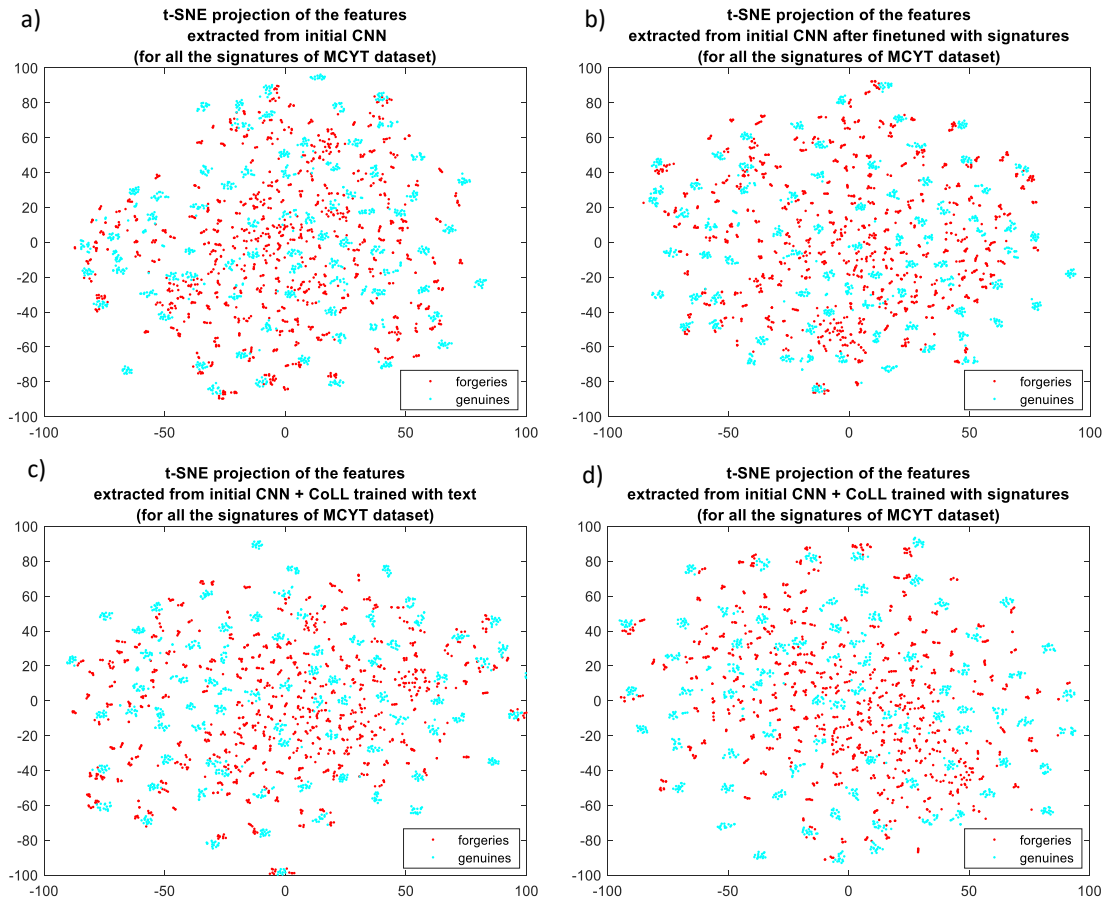 a)
t-SNE projection of the features
extracted from initial CNN
(for all the signatures of MCYT dataset)
100
80
60
40
20
0
-20
-40
-60
-80
-100
-100
-50
0
50
100
forgeries
genuines
b)
t-SNE projection of the features
extracted from initial CNN after finetuned with signatures
(for all the signatures of MCYT dataset)
100
80
60
40
20
0
-20
-40
-60
-80
-100
-100
-50
0
50
100
forgeries
genuines
c)
t-SNE projection of the features
extracted from initial CNN + CoLL trained with text
(for all the signatures of MCYT dataset)
100
80
60
40
20
0
-20
-40
-60
-80
-100
-100
-50
0
50
100
forgeries
genuines
d)
t-SNE projection of the features
extracted from initial CNN + CoLL trained with signatures
(for all the signatures of MCYT dataset)
100
80
60
40
20
0
-20
-40
-60
-80
-100
-100
-50
0
50
100
forgeries
genuines